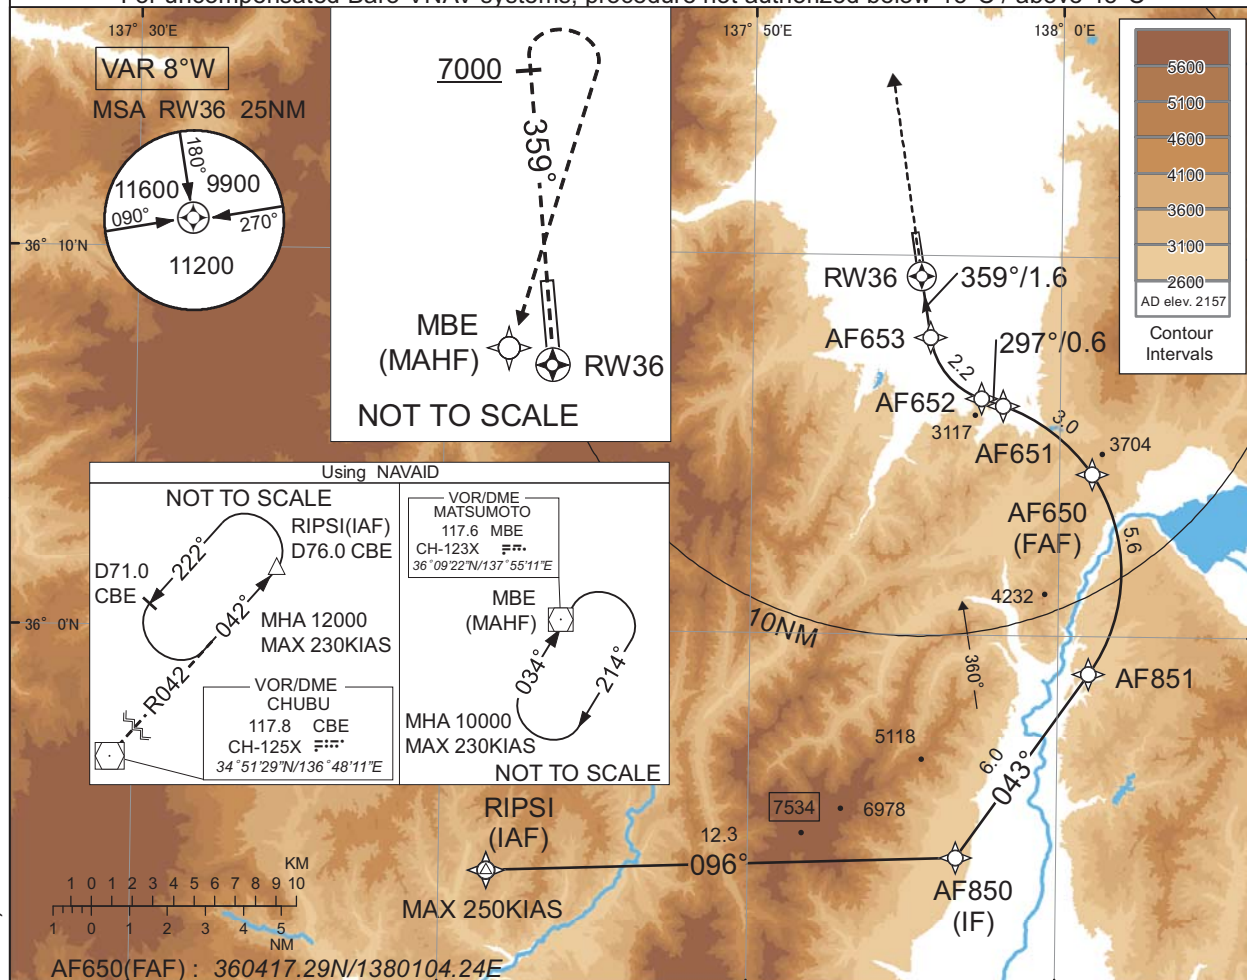 137° 30'E
137° 50'E
138° 0'E
VAR 8°W
MSA RW36 25NM
180°
11600
9900
090°
270°
11200
36° 10'N
7000
359°
MBE
(MAHF)
RW36
NOT TO SCALE
5600
5100
4600
4100
3600
3100
2600
AD elev. 2157
Contour
Intervals
RW36
359°/1.6
AF653
297°/0.6
2.2
AF652
3117
3.0
AF651
3704
AF650
(FAF)
5.6
4232
10NM
360°
AF851
5118
6.0
043°
7534
6978
12.3
096°
AF850
(IF)
RIPSI
(IAF)
MAX 250KIAS
36° 0'N
Using NAVAID
NOT TO SCALE
RIPSI(IAF)
D76.0 CBE
222°
D71.0
CBE
042°
MHA 12000
MAX 230KIAS
R042
VOR/DME
CHUBU
117.8 CBE
CH-125X
34°51'29"N/136°48'11"E
VOR/DME
MATSUMOTO
117.6 MBE
CH-123X
36°09'22"N/137°55'11"E
MBE
(MAHF)
034°
214°
MHA 10000
MAX 230KIAS
NOT TO SCALE
KM
1 0 1 2 3 4 5 6 7 8 9 10
1 0 1 2 3 4 5
NM
AF650(FAF) : 360417.29N/1380104.24E